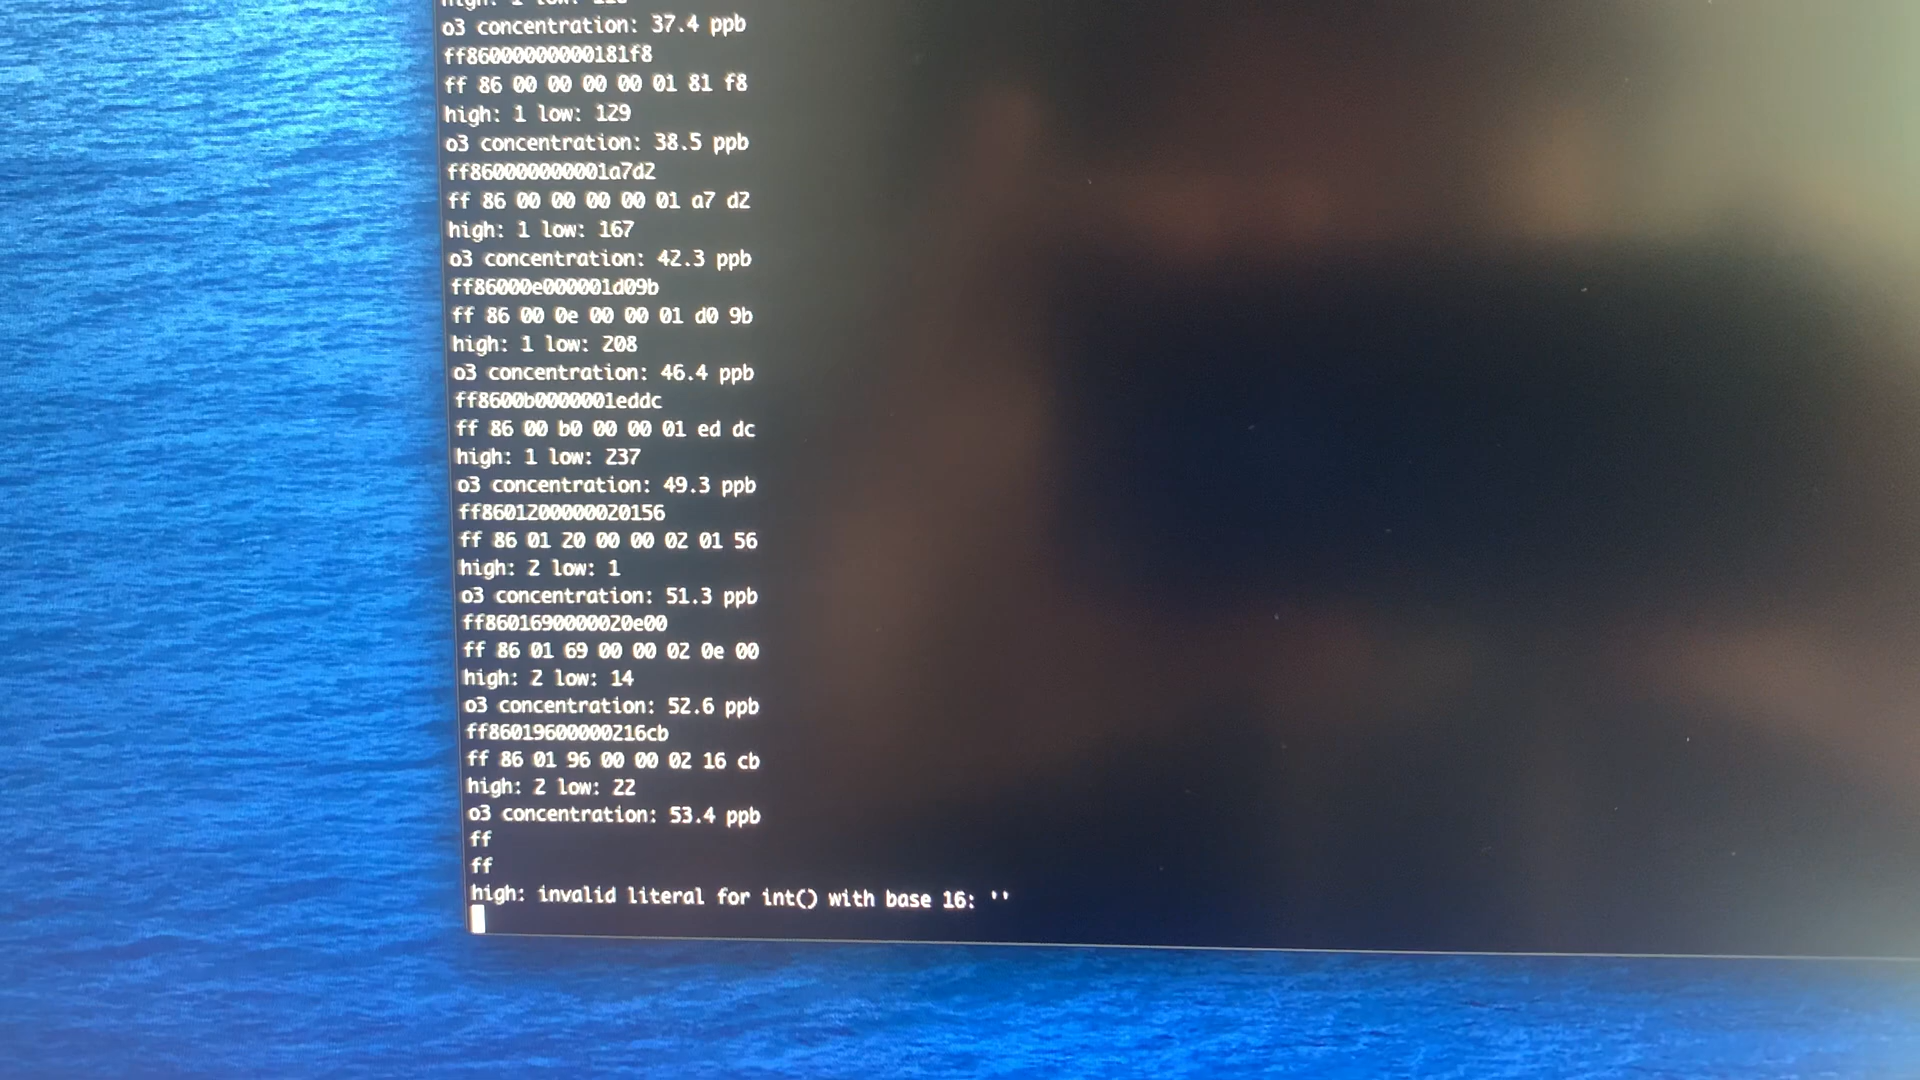 o3 concentration: 37.4 ppb
ff86000000000181f8
ff 86 00 00 00 00 01 81 f8
high: 1 low: 129
o3 concentration: 38.5 ppb
ff860000000001a7d2
ff 86 00 00 00 00 01 a7 d2
high: 1 low: 167
o3 concentration: 42.3 ppb
ff86000e000001d09b
ff 86 00 0e 00 00 01 d0 9b
high: 1 low: 208
o3 concentration: 46.4 ppb
ff8600b0000001eddc
ff 86 00 b0 00 00 01 ed dc
high: 1 low: 237
o3 concentration: 49.3 ppb
ff8601200000020156
ff 86 01 20 00 00 02 01 56
high: 2 low: 1
o3 concentration: 51.3 ppb
ff8601690000020e00
ff 86 01 69 00 00 02 0e 00
high: 2 low: 14
o3 concentration: 52.6 ppb
ff86019600000216cb
ff 86 01 96 00 00 02 16 cb
high: 2 low: 22
o3 concentration: 53.4 ppb
ff
ff
high: invalid literal for int() with base 16: ''